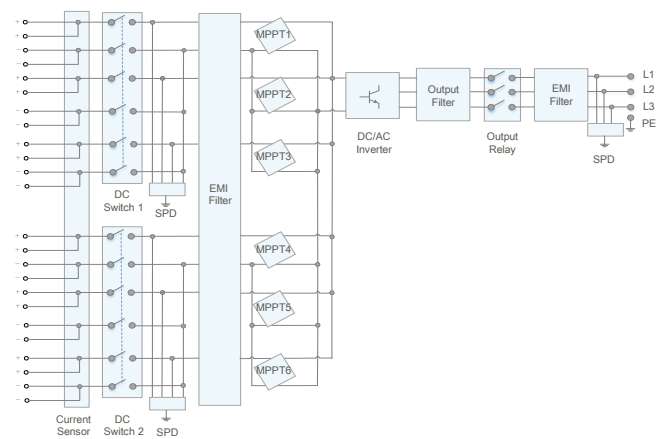 +
+
−
−
+
+
−
−
+
+
−
−
MPPT1
MPPT2
MPPT3
EMI
Filter
DC
Switch 1
SPD
DC/AC
Inverter
Output
Filter
Output
Relay
EMI
Filter
SPD
L1
L2
L3
PE
+
+
−
−
+
+
−
−
+
+
−
−
MPPT4
MPPT5
MPPT6
Current
Sensor
DC
Switch 2
SPD